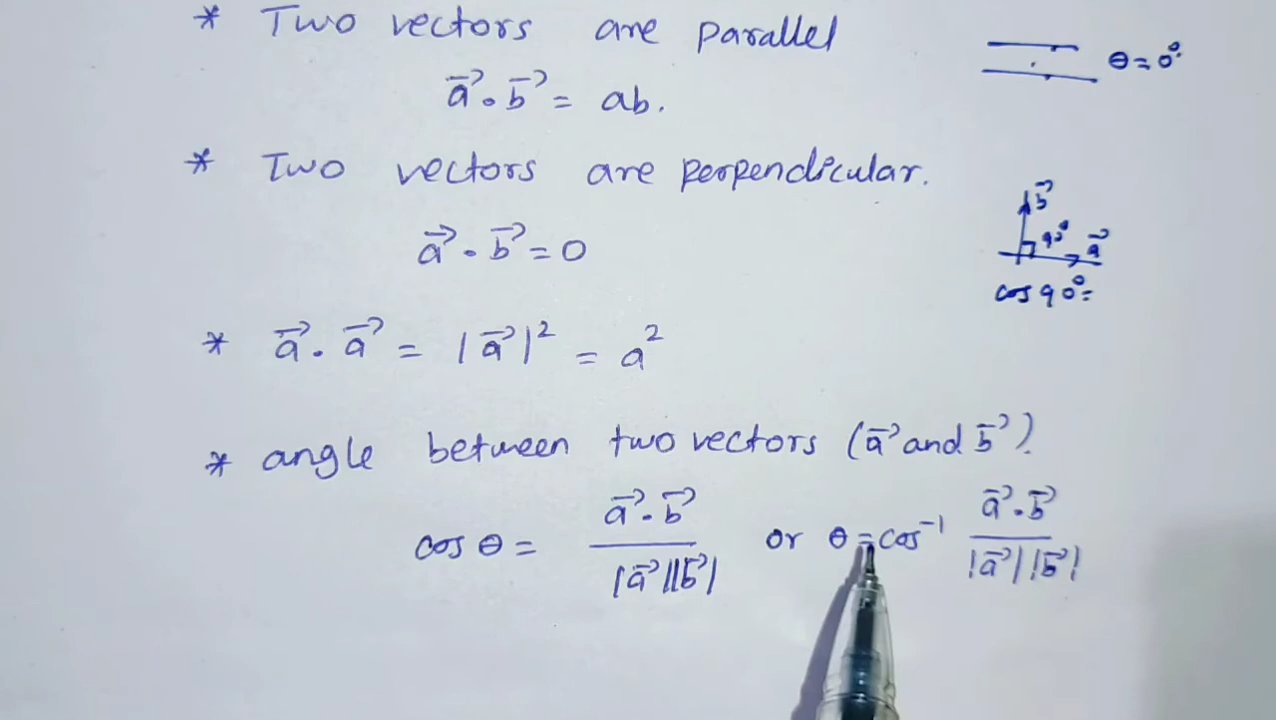 * Two vectors are parallel
θ = 0°
a⃗ . b⃗ = ab.
* Two vectors are perpendicular.
b⃗
90° a⃗
cos 90° =
a⃗ . b⃗ = 0
* a⃗ . a⃗ = |a⃗|² = a²
* angle between two vectors (a⃗ and b⃗).
cos θ = a⃗ . b⃗ / |a⃗||b⃗| or θ = cos⁻¹ a⃗ . b⃗ / |a⃗||b⃗|